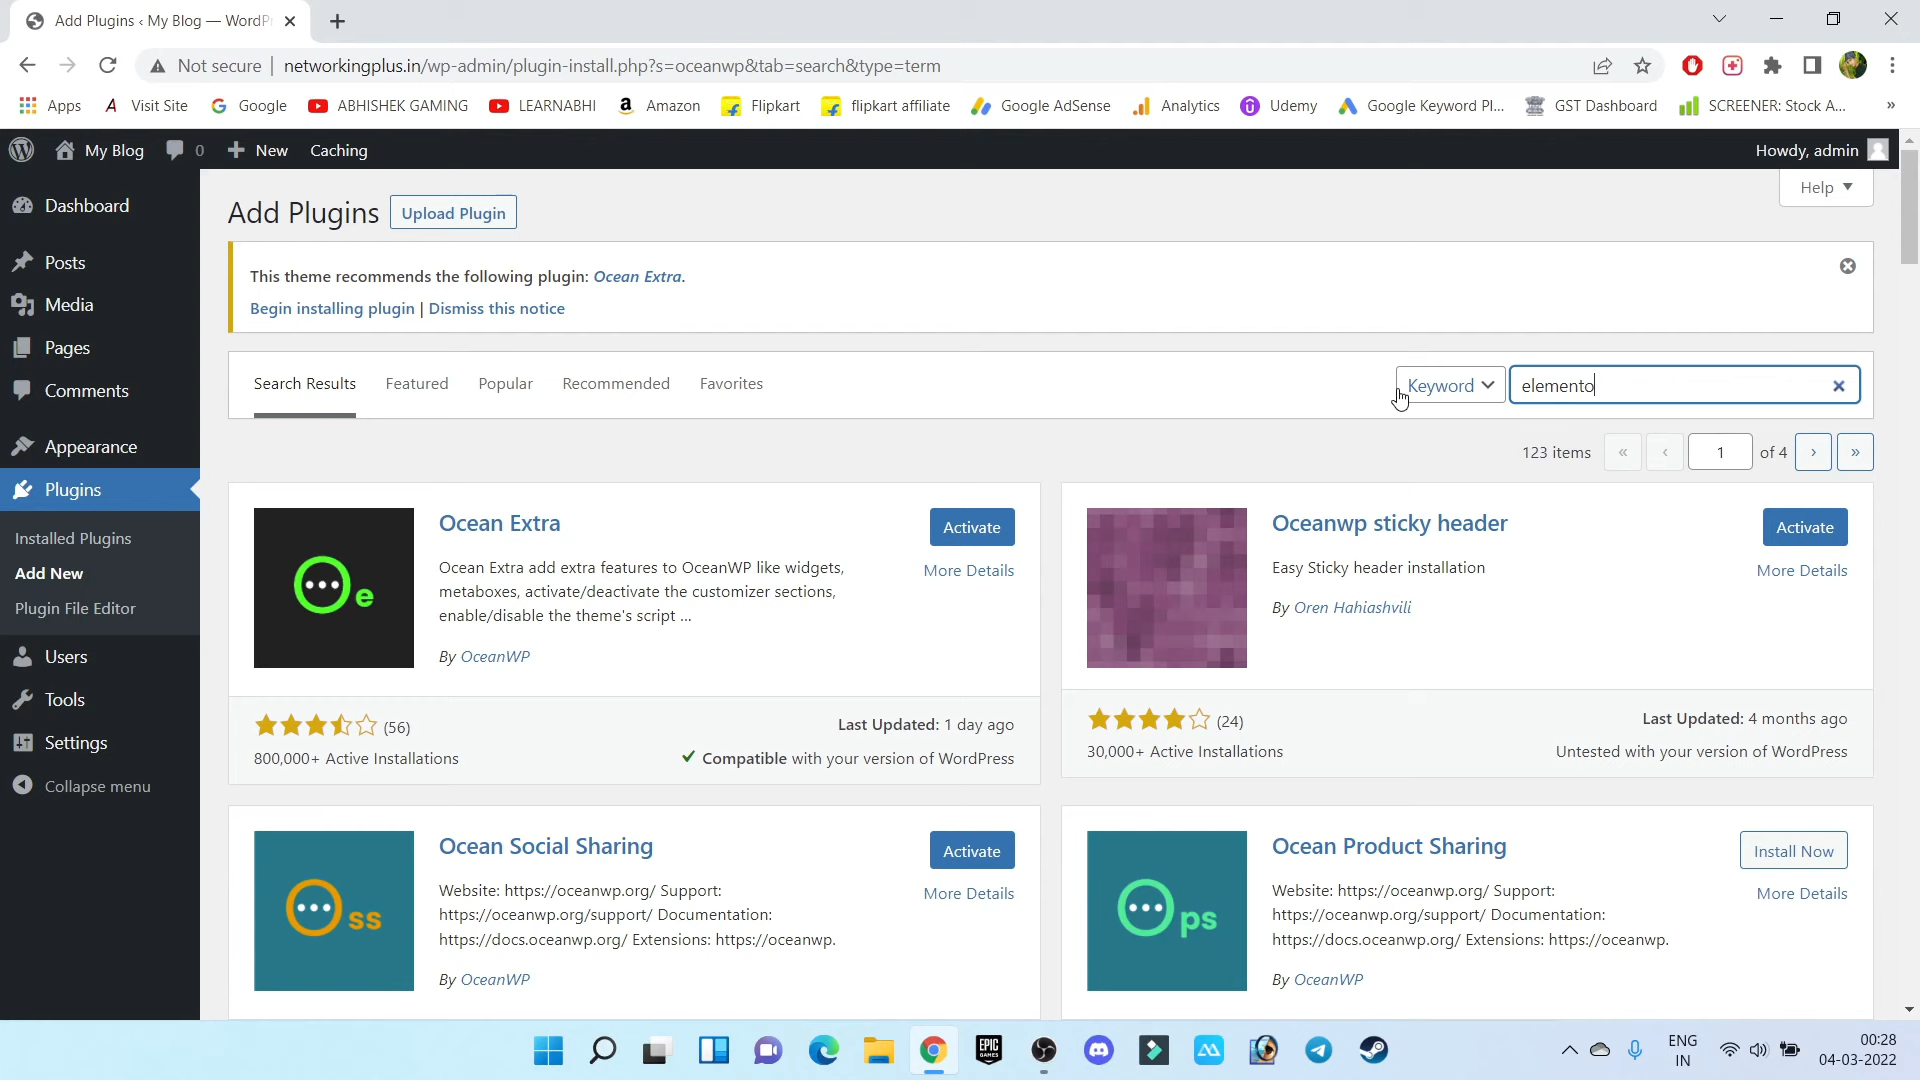 Add Plugins ‹ My Blog — WordP
Not secure | networkingplus.in/wp-admin/plugin-install.php?s=oceanwp&tab=search&type=term
Apps Visit Site Google ABHISHEK GAMING LEARNABHI Amazon Flipkart flipkart affiliate Google AdSense Analytics Udemy Google Keyword Pl... GST Dashboard SCREENER: Stock A... »
My Blog 0 New Caching Howdy, admin
Help
Dashboard
Posts
Media
Pages
Comments
Appearance
Plugins
Installed Plugins
Add New
Plugin File Editor
Users
Tools
Settings
Collapse menu
Add Plugins Upload Plugin
This theme recommends the following plugin: Ocean Extra.
Begin installing plugin | Dismiss this notice
Search Results Featured Popular Recommended Favorites Keyword elemento
123 items « ‹ 1 of 4 › »
Ocean Extra
Activate
Ocean Extra add extra features to OceanWP like widgets,
metaboxes, activate/deactivate the customizer sections,
enable/disable the theme's script ...
More Details
By OceanWP
e
(56)
Last Updated: 1 day ago
800,000+ Active Installations
Compatible with your version of WordPress
Oceanwp sticky header
Activate
Easy Sticky header installation
More Details
By Oren Hahiashvili
(24)
Last Updated: 4 months ago
30,000+ Active Installations
Untested with your version of WordPress
Ocean Social Sharing
Activate
Website: https://oceanwp.org/ Support:
https://oceanwp.org/support/ Documentation:
https://docs.oceanwp.org/ Extensions: https://oceanwp.
More Details
By OceanWP
ss
Ocean Product Sharing
Install Now
Website: https://oceanwp.org/ Support:
https://oceanwp.org/support/ Documentation:
https://docs.oceanwp.org/ Extensions: https://oceanwp.
More Details
By OceanWP
ps
EPIC
GAMES
ENG
IN
00:28
04-03-2022